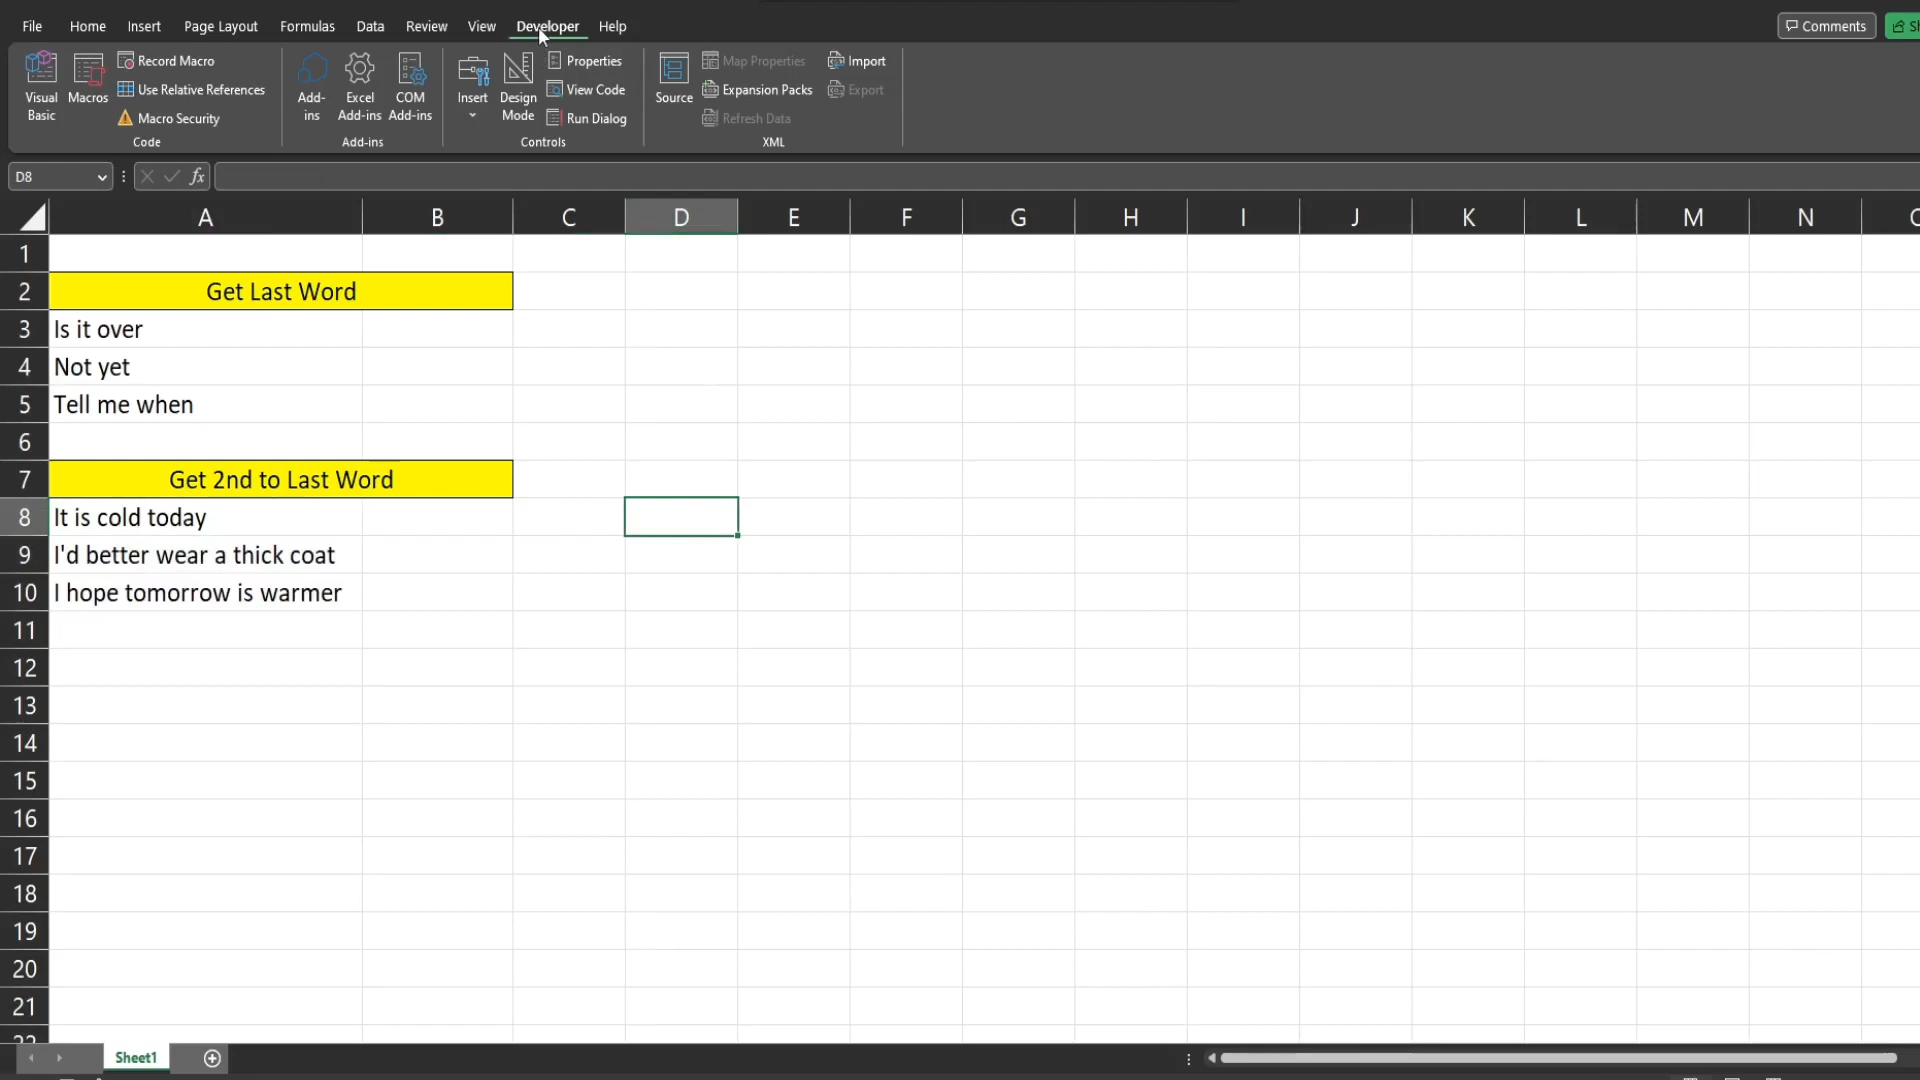 File Home Insert Page Layout Formulas Data Review View Developer Help Comments
Visual Basic
Macros
Record Macro
Use Relative References
Macro Security
Code
Add-ins
Excel Add-ins
COM Add-ins
Add-ins
Insert
Design Mode
Properties
View Code
Run Dialog
Controls
Source
Map Properties
Expansion Packs
Refresh Data
Import
Export
XML
D8 fx
A B C D E F G H I J K L M N
1
2 Get Last Word
3 Is it over
4 Not yet
5 Tell me when
6
7 Get 2nd to Last Word
8 It is cold today
9 I'd better wear a thick coat
10 I hope tomorrow is warmer
11
12
13
14
15
16
17
18
19
20
21
Sheet1